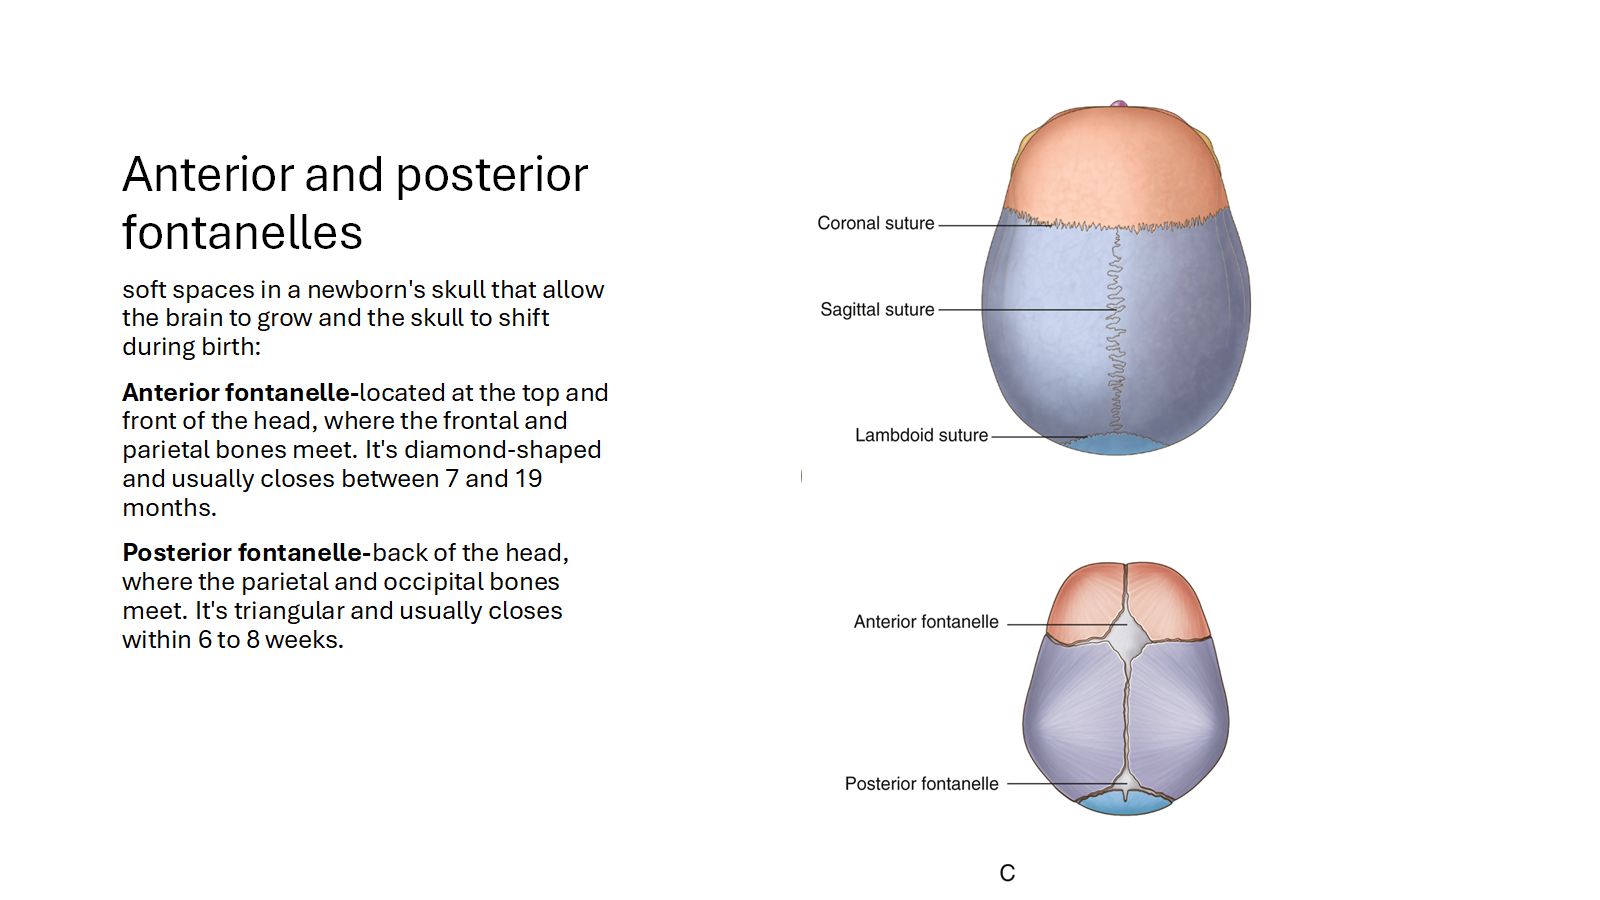 Anterior and posterior
fontanelles
soft spaces in a newborn's skull that allow
the brain to grow and the skull to shift
during birth:
Anterior fontanelle-located at the top and
front of the head, where the frontal and
parietal bones meet. It's diamond-shaped
and usually closes between 7 and 19
months.
Posterior fontanelle-back of the head,
where the parietal and occipital bones
meet. It's triangular and usually closes
within 6 to 8 weeks.
Coronal suture
Sagittal suture
Lambdoid suture
Anterior fontanelle
Posterior fontanelle
C